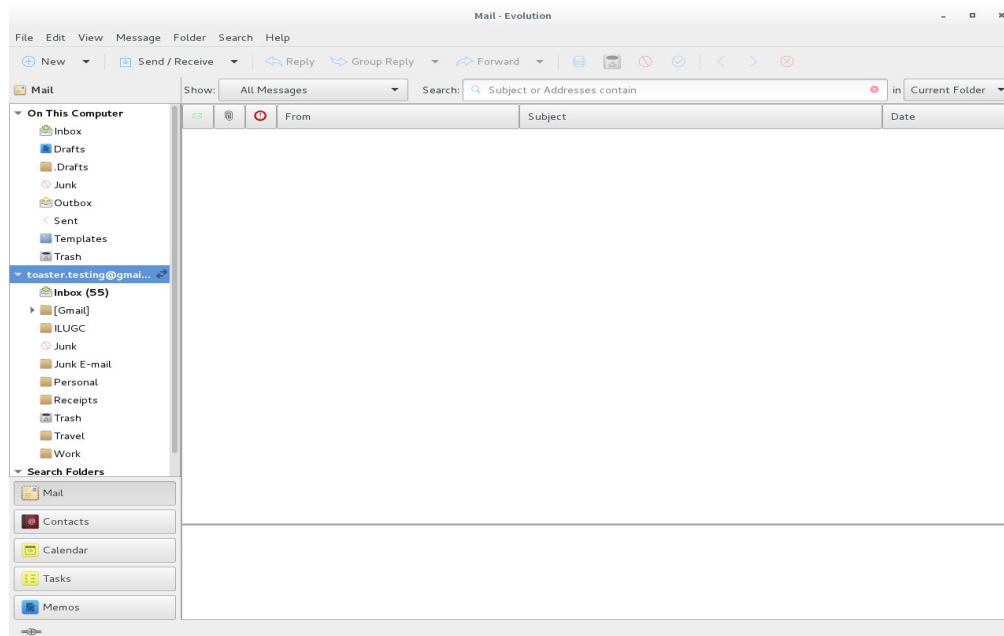 Mail - Evolution
File Edit View Message Folder Search Help
New Send / Receive Reply Group Reply Forward
Mail Show: All Messages Search: Subject or Addresses contain in Current Folder
On This Computer From Subject Date
Inbox
Drafts
.Drafts
Junk
Outbox
Sent
Templates
Trash
toaster.testing@gmai...
Inbox (55)
[Gmail]
ILUGC
Junk
Junk E-mail
Personal
Receipts
Trash
Travel
Work
Search Folders
Mail
Contacts
Calendar
Tasks
Memos